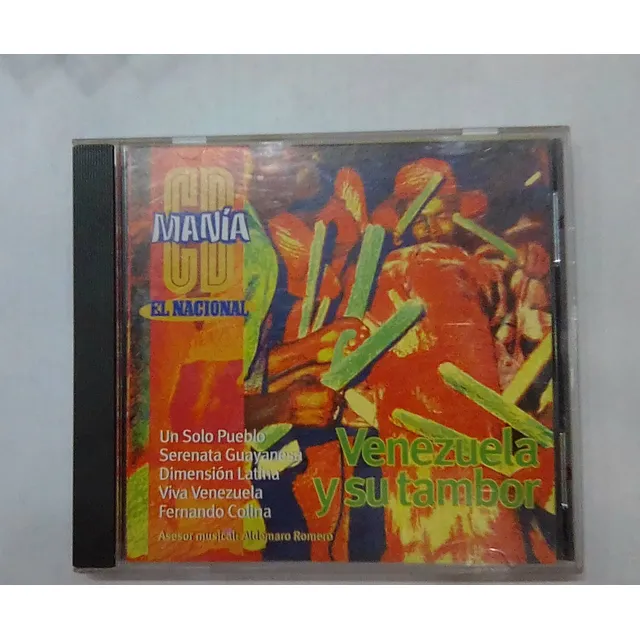 CD
MANÍA
EL NACIONAL
Un Solo Pueblo
Serenata Guayanesa
Dimensión Latina
Viva Venezuela
Fernando Colina
Asesor musical: Aldemaro Romero
Venezuela
y su tambor